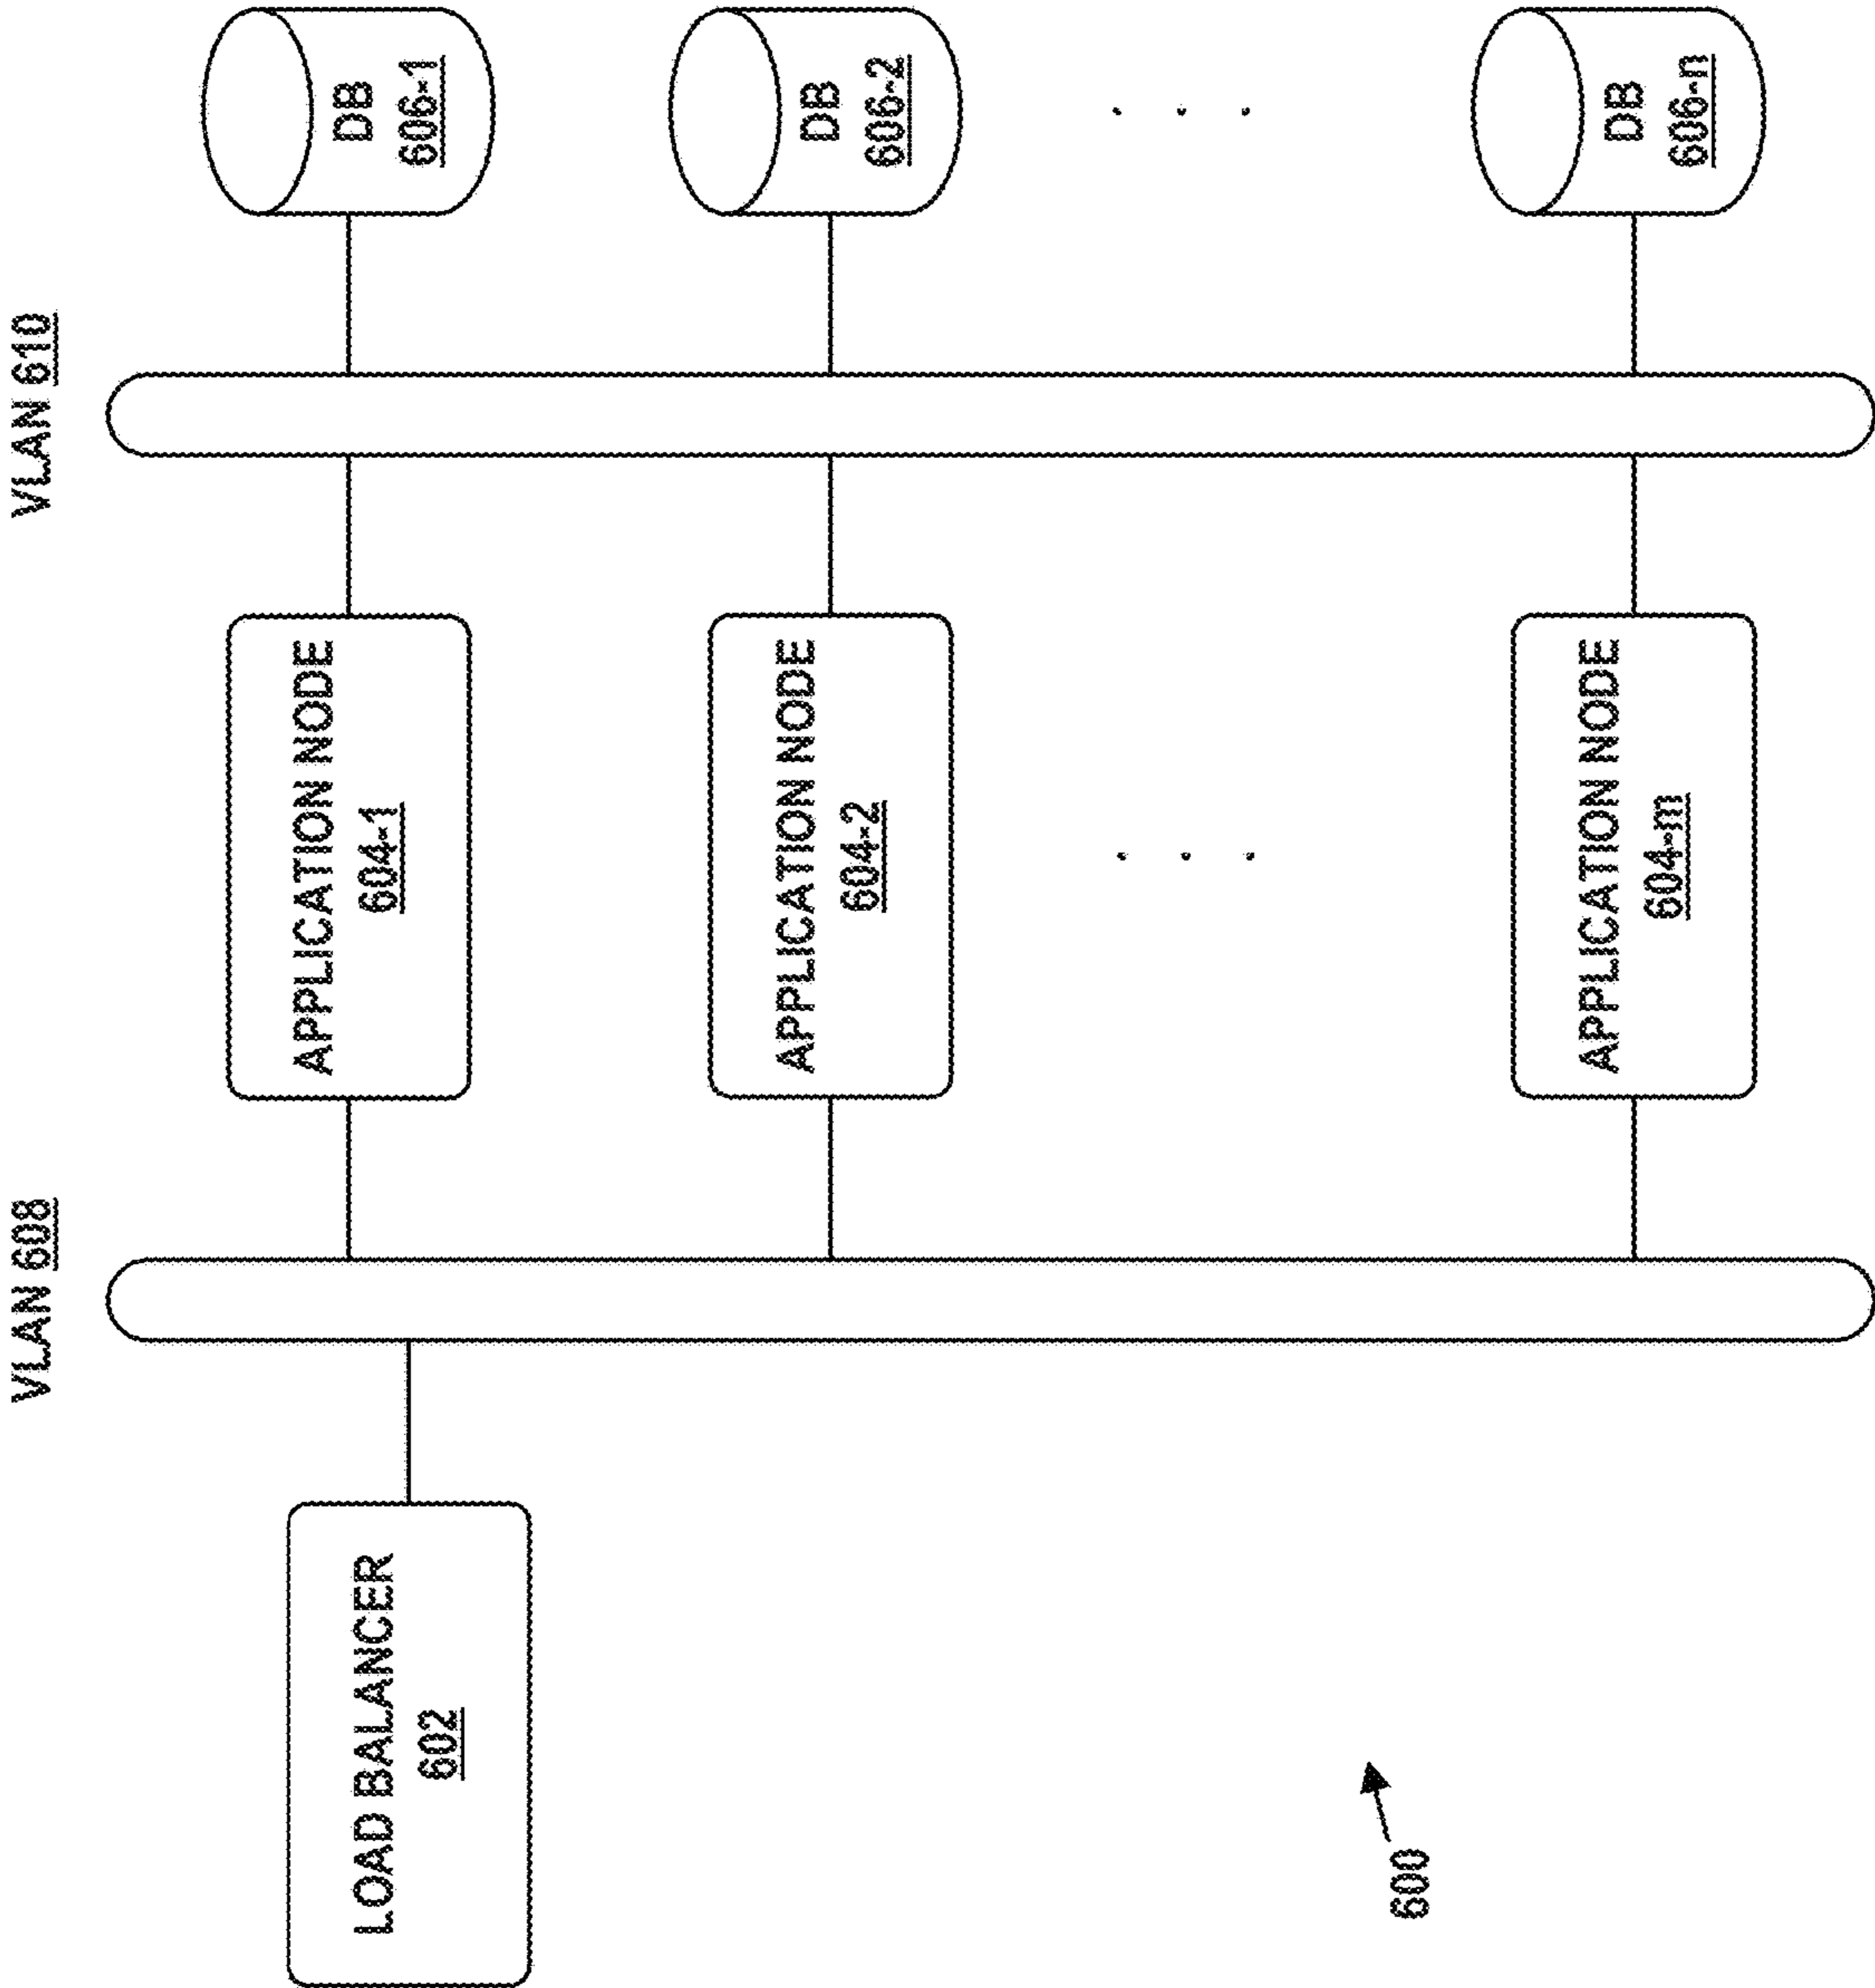 VLAN 608
VLAN 610
LOAD BALANCER
602
APPLICATION NODE
604-1
DB
606-1
APPLICATION NODE
604-2
DB
606-2
. . .
. . .
APPLICATION NODE
604-m
DB
606-n
600